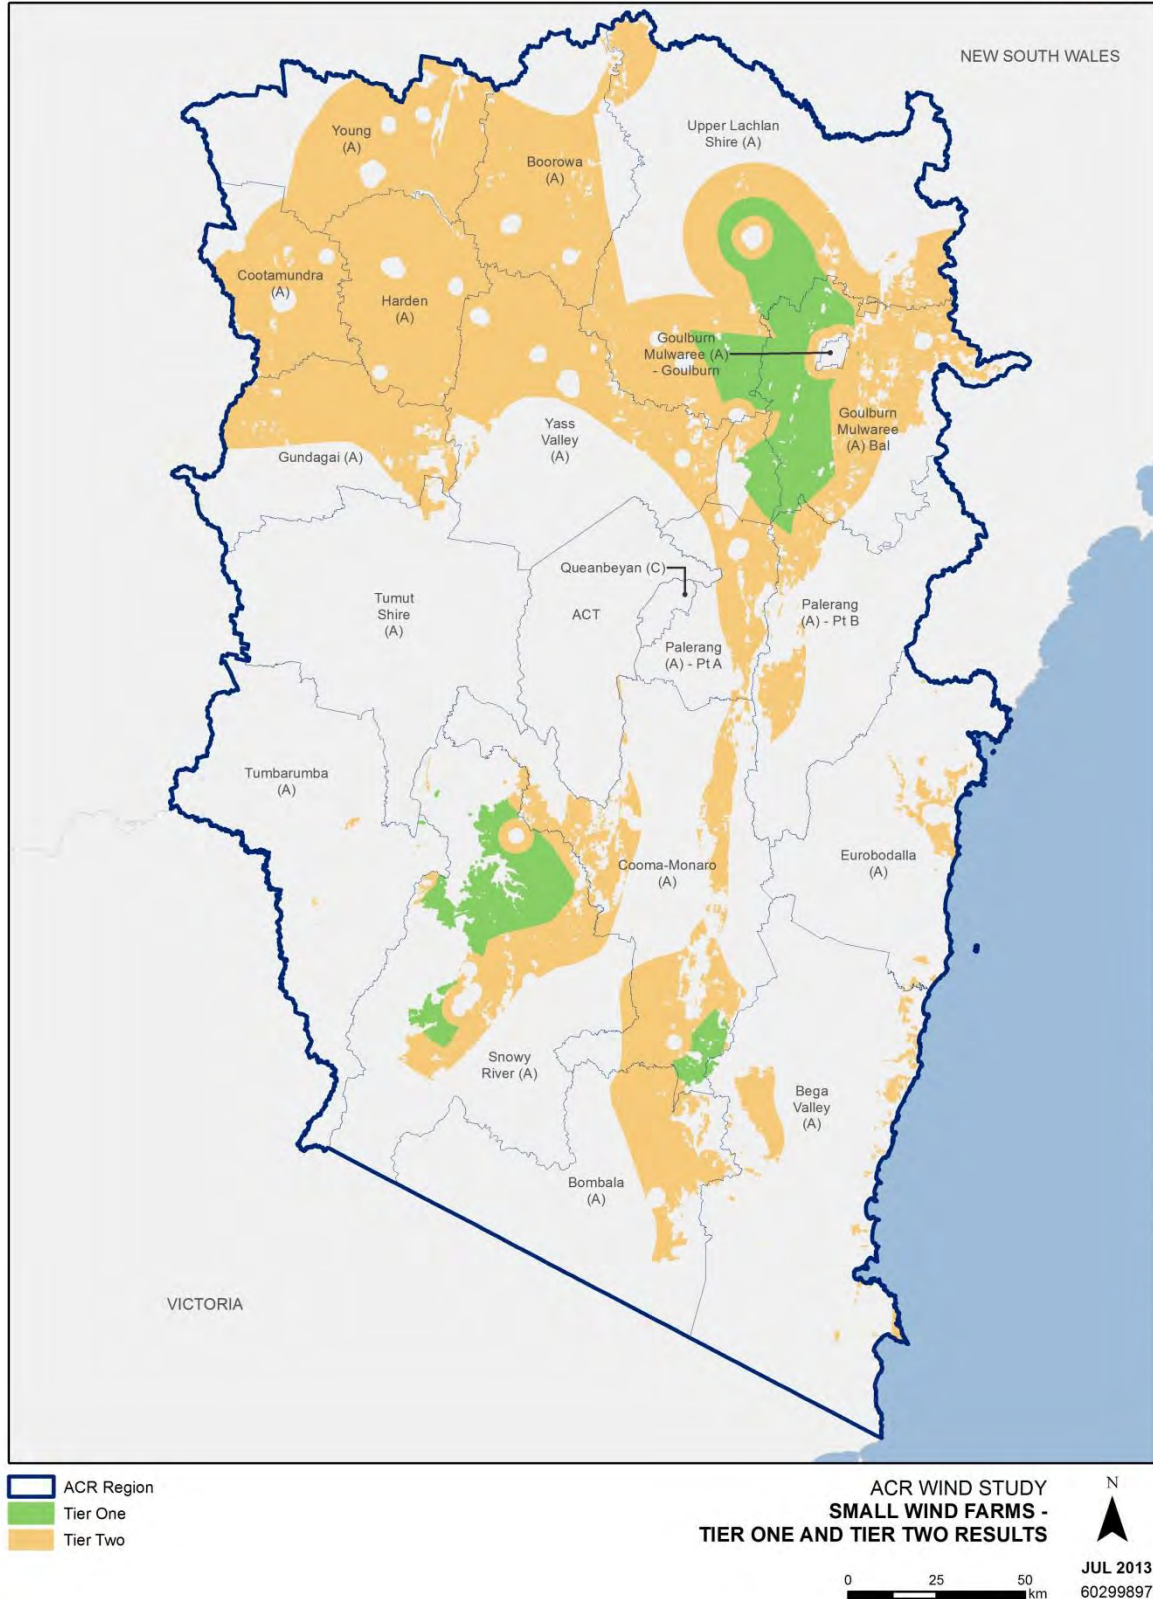 NEW SOUTH WALES
Upper Lachlan
Shire (A)
Young
(A)
Boorowa
(A)
Cootamundra
(A)
Harden
(A)
Goulburn
Mulwaree (A)
- Goulburn
Goulburn
Mulwaree
(A) Bal
Yass
Valley
(A)
Gundagai (A)
Queanbeyan (C)
Tumut
Shire
(A)
ACT
Palerang
(A) - Pt B
Palerang
(A) - Pt A
Tumbarumba
(A)
Cooma-Monaro
(A)
Eurobodalla
(A)
Snowy
River (A)
Bega
Valley
(A)
Bombala
(A)
VICTORIA
ACR Region
Tier One
Tier Two
ACR WIND STUDY
SMALL WIND FARMS -
TIER ONE AND TIER TWO RESULTS
N
JUL 2013
0 25 50
km
60299897